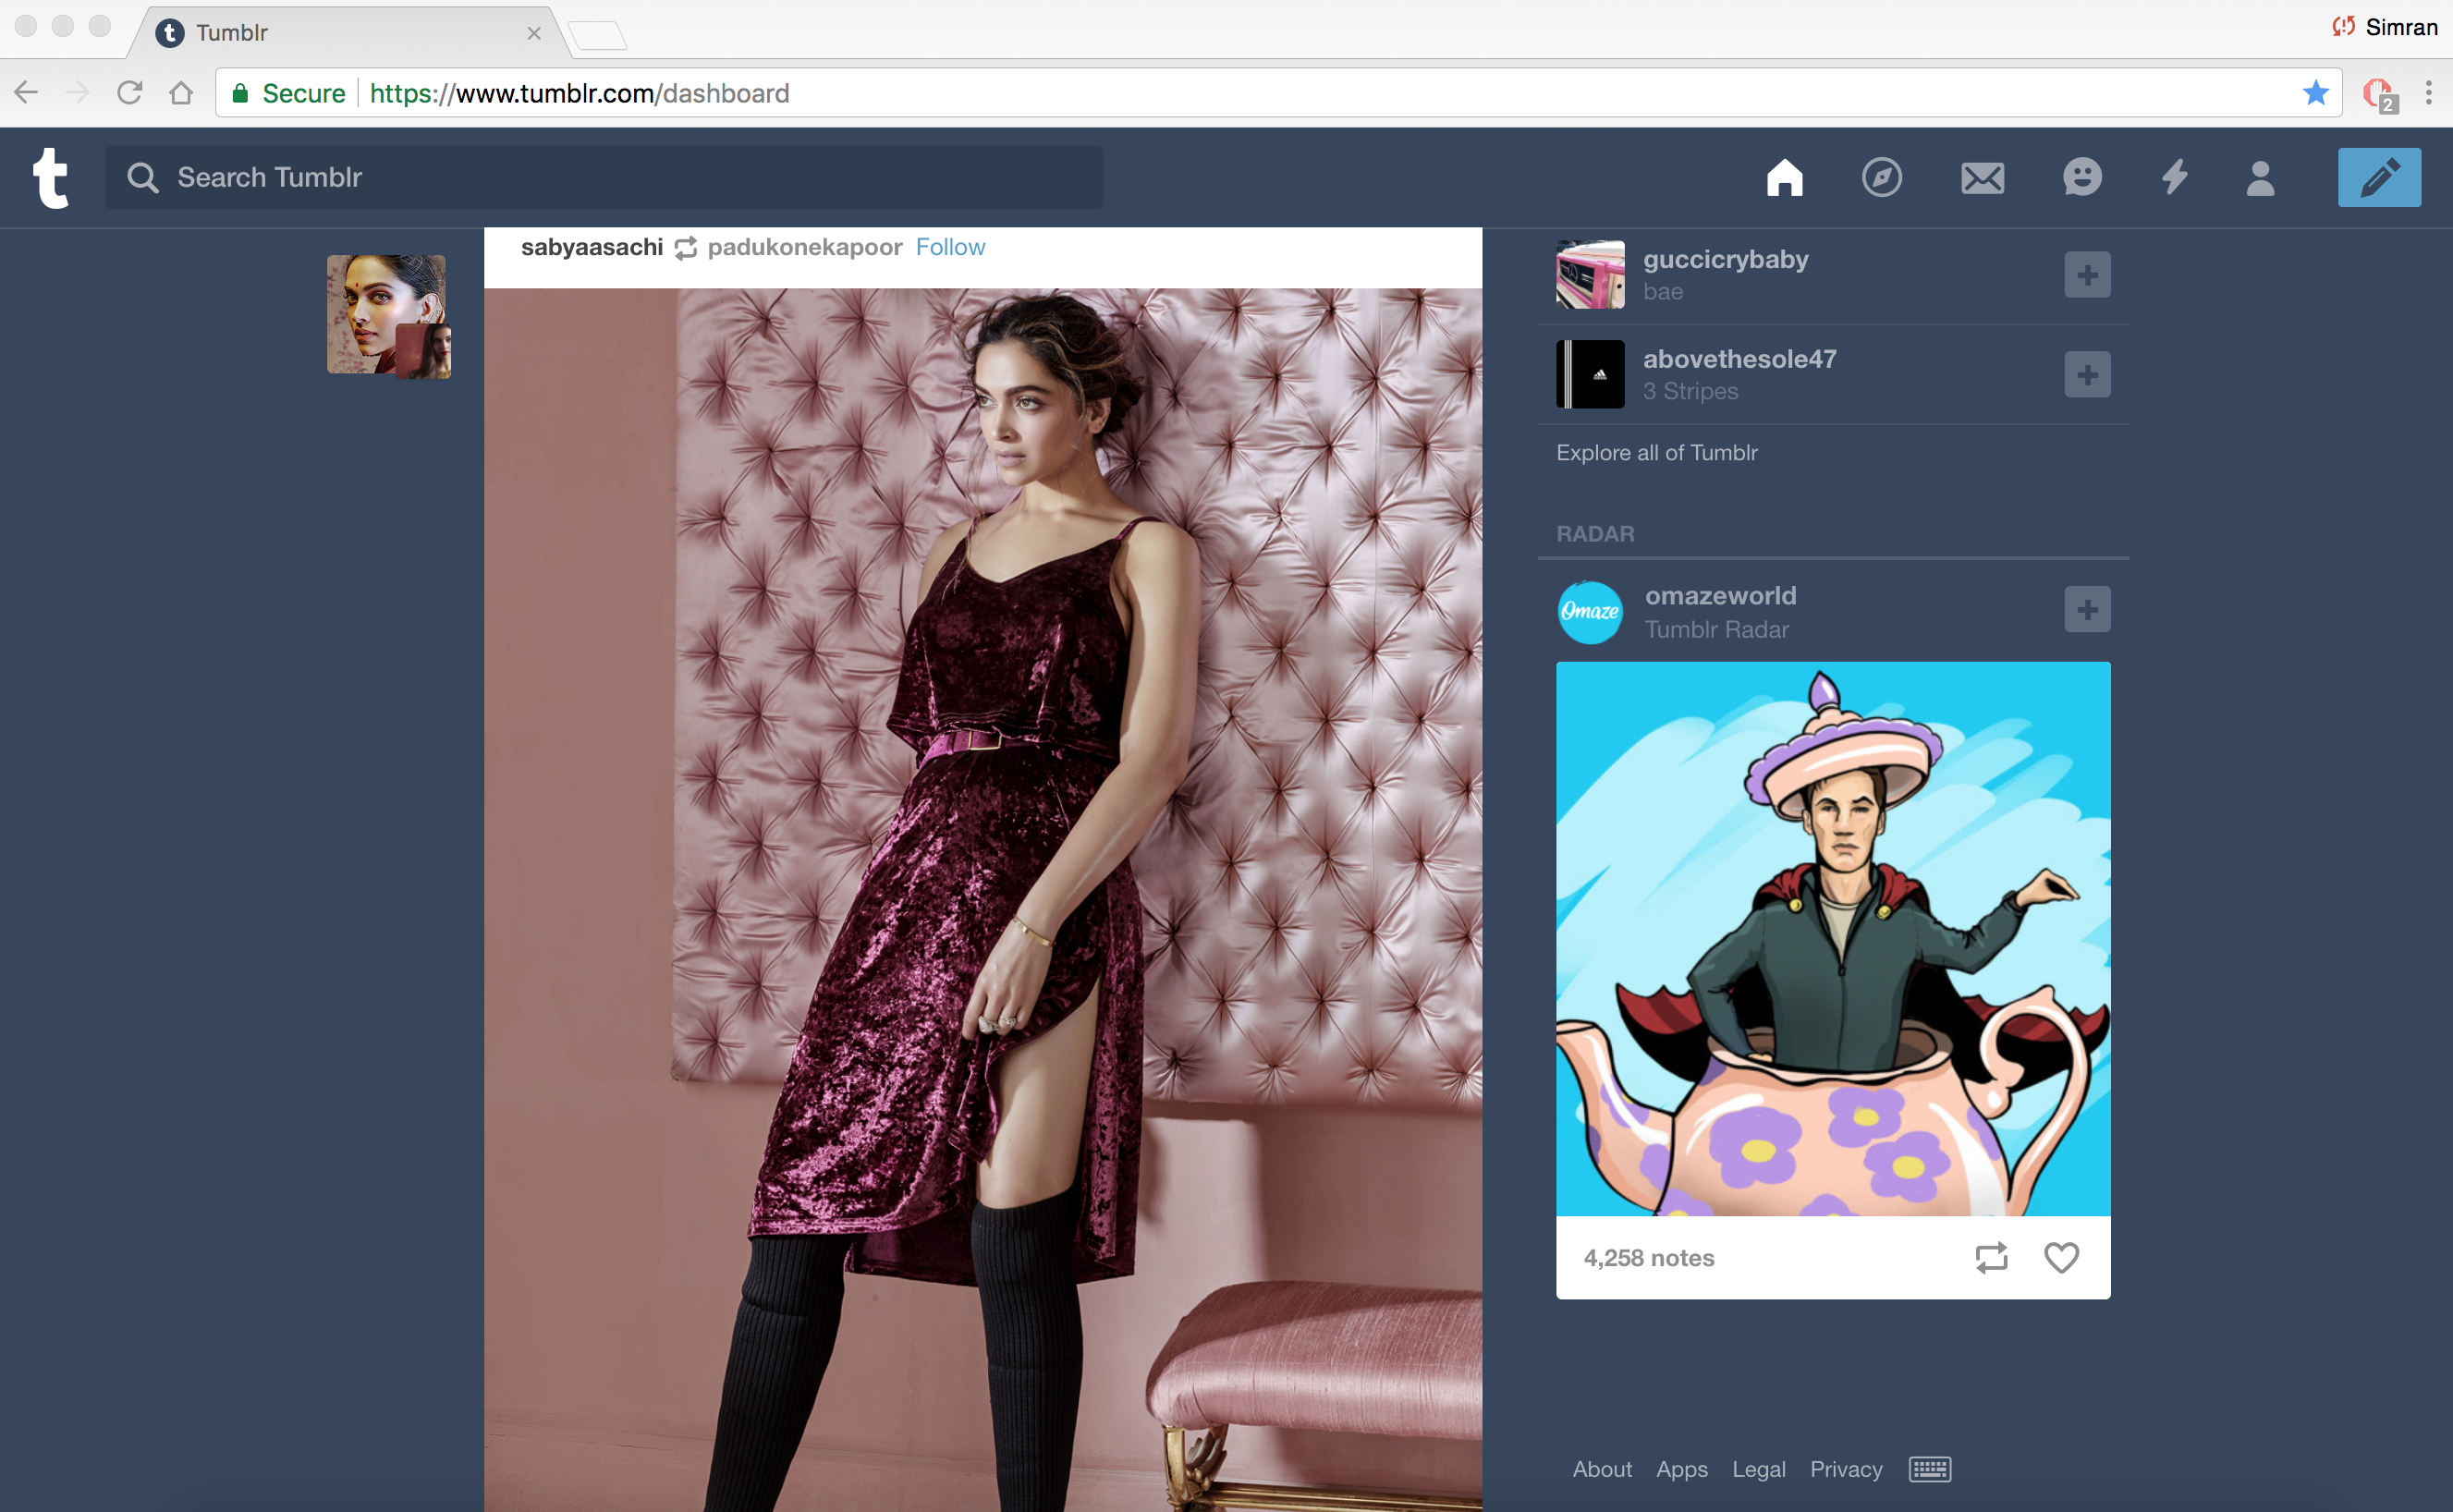 Tumblr
Simran
Secure https://www.tumblr.com/dashboard
2
t Search Tumblr
sabyaasachi padukonekapoor Follow
guccicrybaby
bae
abovethesole47
3 Stripes
Explore all of Tumblr
RADAR
Omaze
omazeworld
Tumblr Radar
4,258 notes
About Apps Legal Privacy